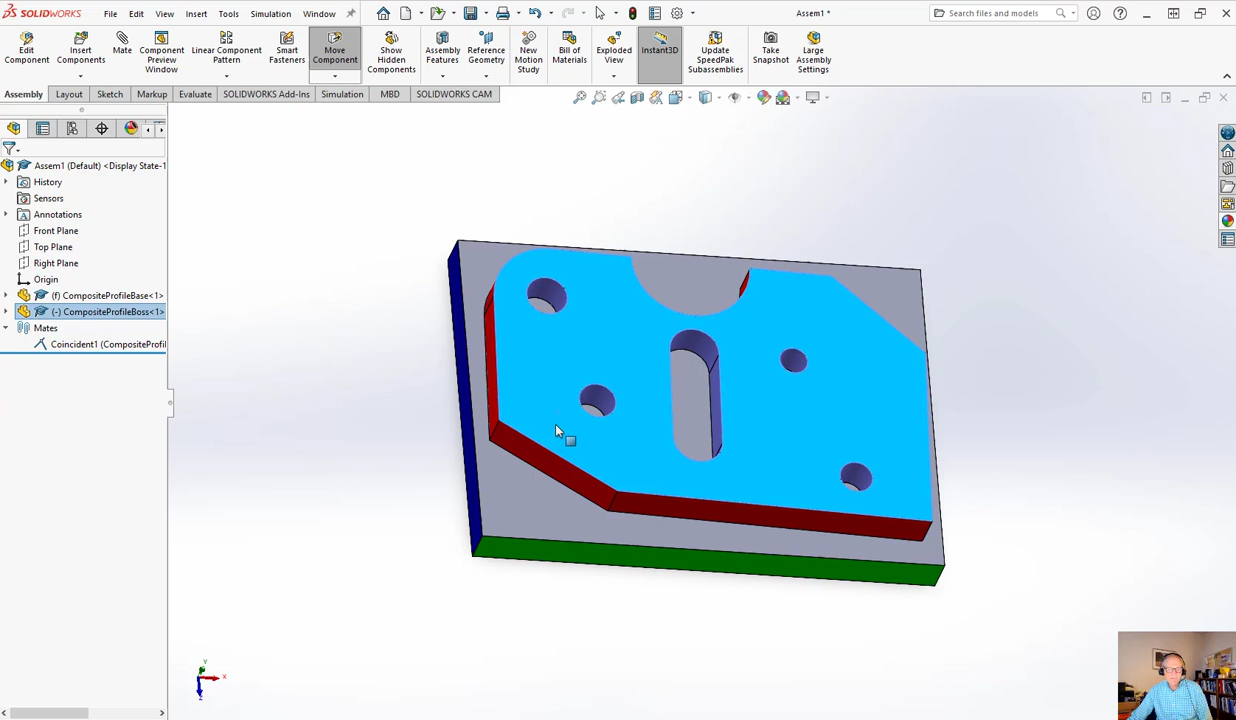 SOLIDWORKS File Edit View Insert Tools Simulation Window Assem1 * Search files and models
Edit Component
Insert Components
Mate
Component Preview Window
Linear Component Pattern
Smart Fasteners
Move Component
Show Hidden Components
Assembly Features
Reference Geometry
New Motion Study
Bill of Materials
Exploded View
Instant3D
Update SpeedPak Subassemblies
Take Snapshot
Large Assembly Settings
Assembly Layout Sketch Markup Evaluate SOLIDWORKS Add-Ins Simulation MBD SOLIDWORKS CAM
Assem1 (Default) <Display State-1
History
Sensors
Annotations
Front Plane
Top Plane
Right Plane
Origin
(f) CompositeProfileBase<1>
(-) CompositeProfileBoss<1>
Mates
Coincident1 (CompositeProfil
Y
X
Z